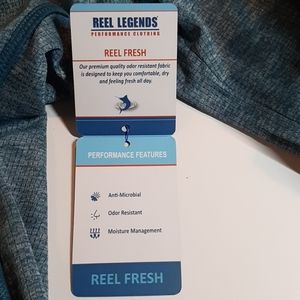 REEL LEGENDS®
PERFORMANCE CLOTHING
REEL FRESH
Our premium quality odor resistant fabric
is designed to keep you comfortable, dry
and feeling fresh all day.
PERFORMANCE FEATURES
Anti-Microbial
Odor Resistant
Moisture Management
REEL FRESH